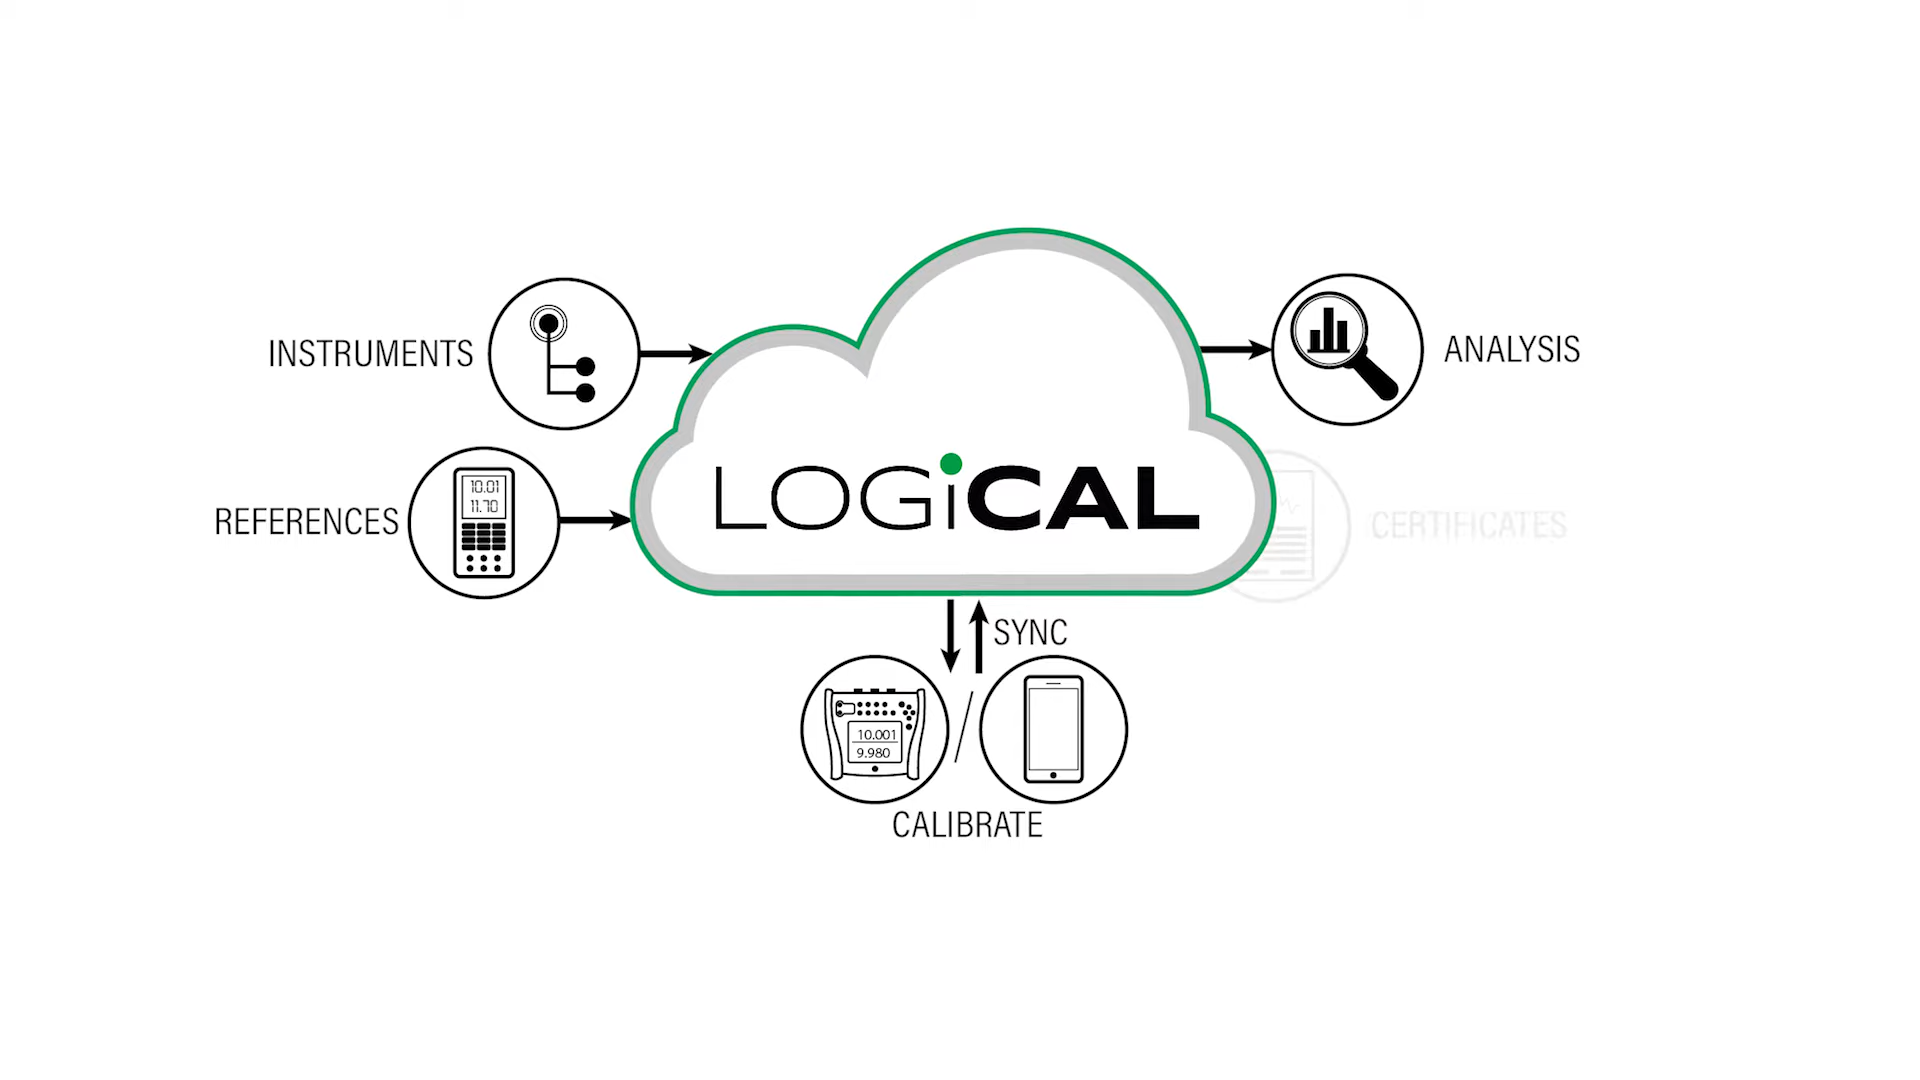 INSTRUMENTS
ANALYSIS
REFERENCES
10.01
11.70
LOGiCAL
CERTIFICATES
SYNC
10.001
9.980
CALIBRATE